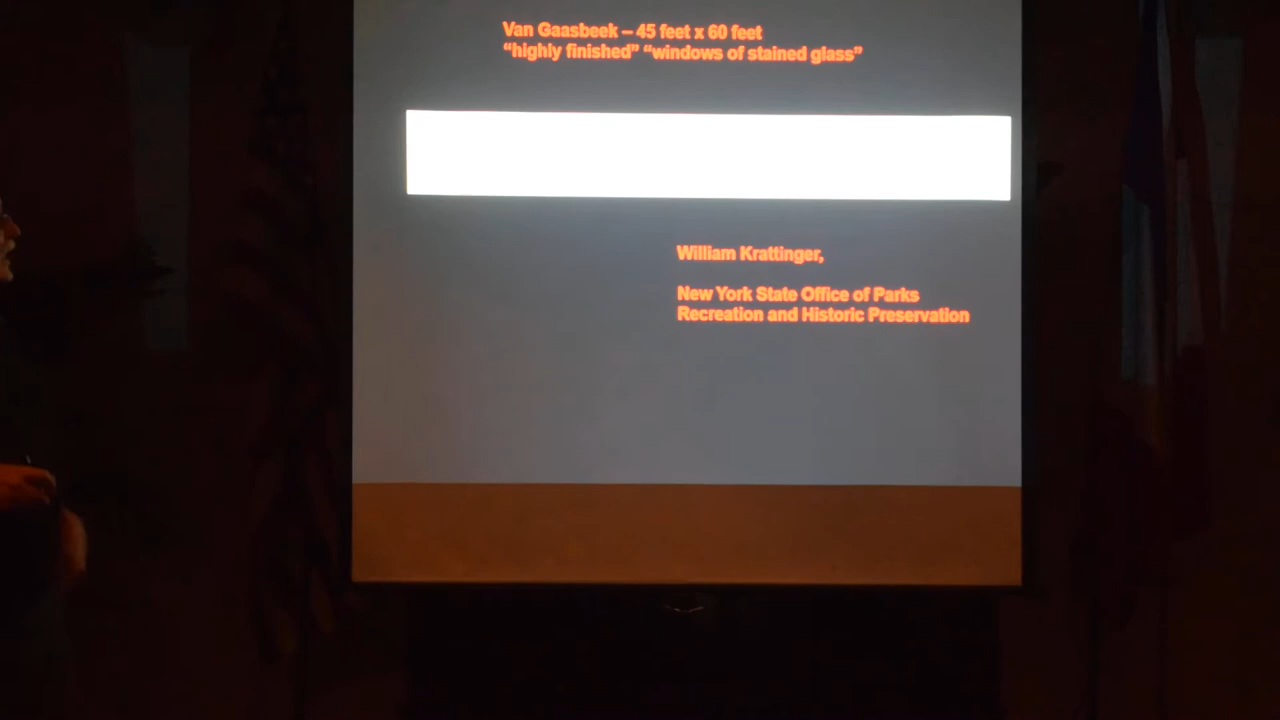 Van Gaasbeek – 45 feet x 60 feet
“highly finished” “windows of stained glass”
William Krattinger,
New York State Office of Parks
Recreation and Historic Preservation